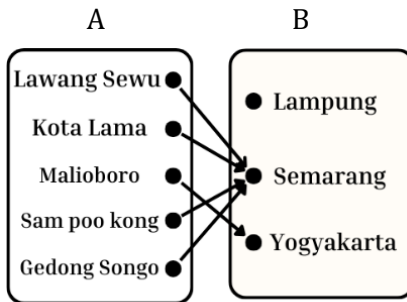 A
B
Lawang Sewu
Kota Lama
Malioboro
Sam poo kong
Gedong Songo
Lampung
Semarang
Yogyakarta